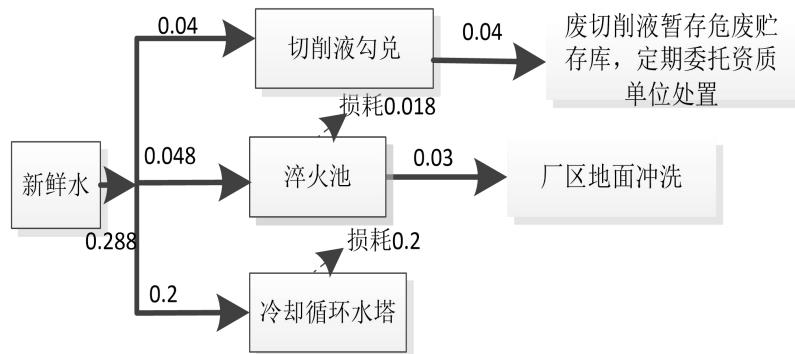 0.04
切削液勾兑
0.04
废切削液暂存危废贮
存库，定期委托资质
单位处置
损耗0.018
新鲜水
0.288
0.048
淬火池
0.03
厂区地面冲洗
损耗0.2
0.2
冷却循环水塔